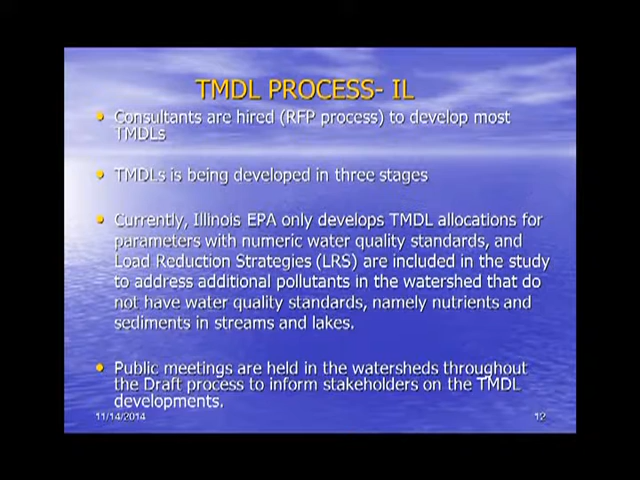 TMDL PROCESS- IL
Consultants are hired (RFP process) to develop most
TMDLs
TMDLs is being developed in three stages
Currently, Illinois EPA only develops TMDL allocations for
parameters with numeric water quality standards, and
Load Reduction Strategies (LRS) are included in the study
to address additional pollutants in the watershed that do
not have water quality standards, namely nutrients and
sediments in streams and lakes.
Public meetings are held in the watersheds throughout
the Draft process to inform stakeholders on the TMDL
developments.
11/14/2014
12